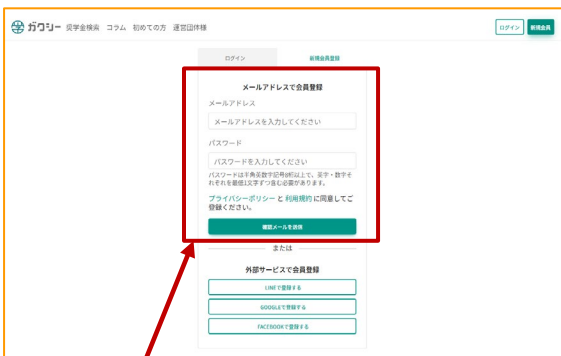 ガクシー 奨学金検索 コラム 初めての方 運営団体様
ログイン 新規会員
ログイン 新規会員登録
メールアドレスで会員登録
メールアドレス
メールアドレスを入力してください
パスワード
パスワードを入力してください
パスワードは半角英数字記号8桁以上で、英字・数字そ
れぞれを最低1文字ずつ含む必要があります。
プライバシーポリシー と 利用規約 に同意してご
登録ください。
確認メールを送信
または
外部サービスで会員登録
LINEで登録する
GOOGLEで登録する
FACEBOOKで登録する